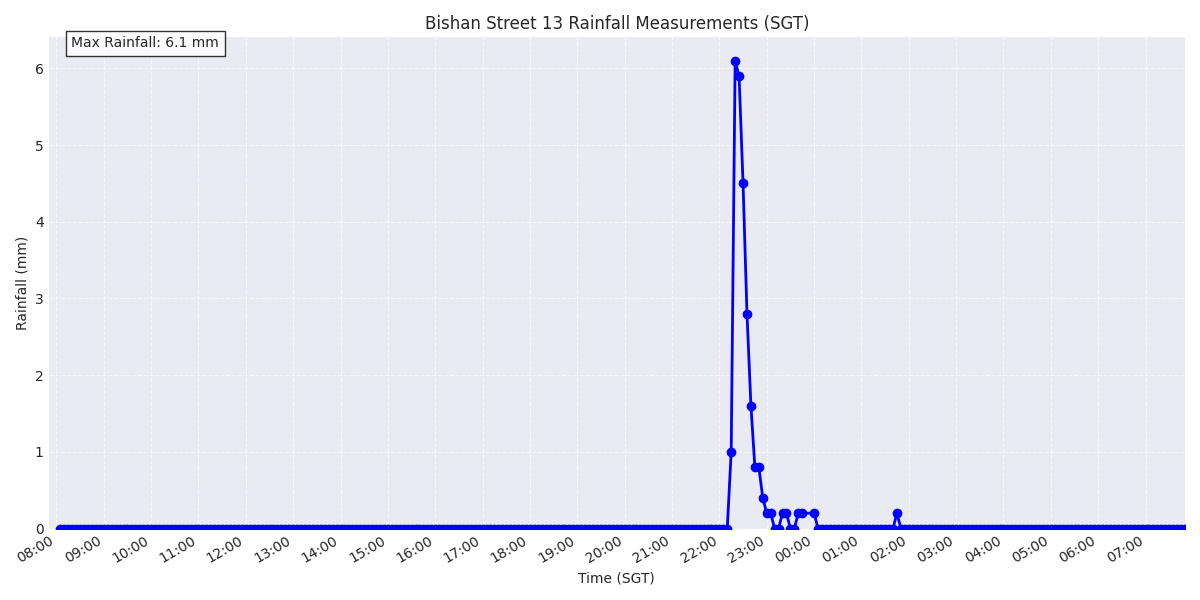 Bishan Street 13 Rainfall Measurements (SGT)
Max Rainfall: 6.1 mm
Rainfall (mm)
6
5
4
3
2
1
0
08:00 09:00 10:00 11:00 12:00 13:00 14:00 15:00 16:00 17:00 18:00 19:00 20:00 21:00 22:00 23:00 00:00 01:00 02:00 03:00 04:00 05:00 06:00 07:00
Time (SGT)